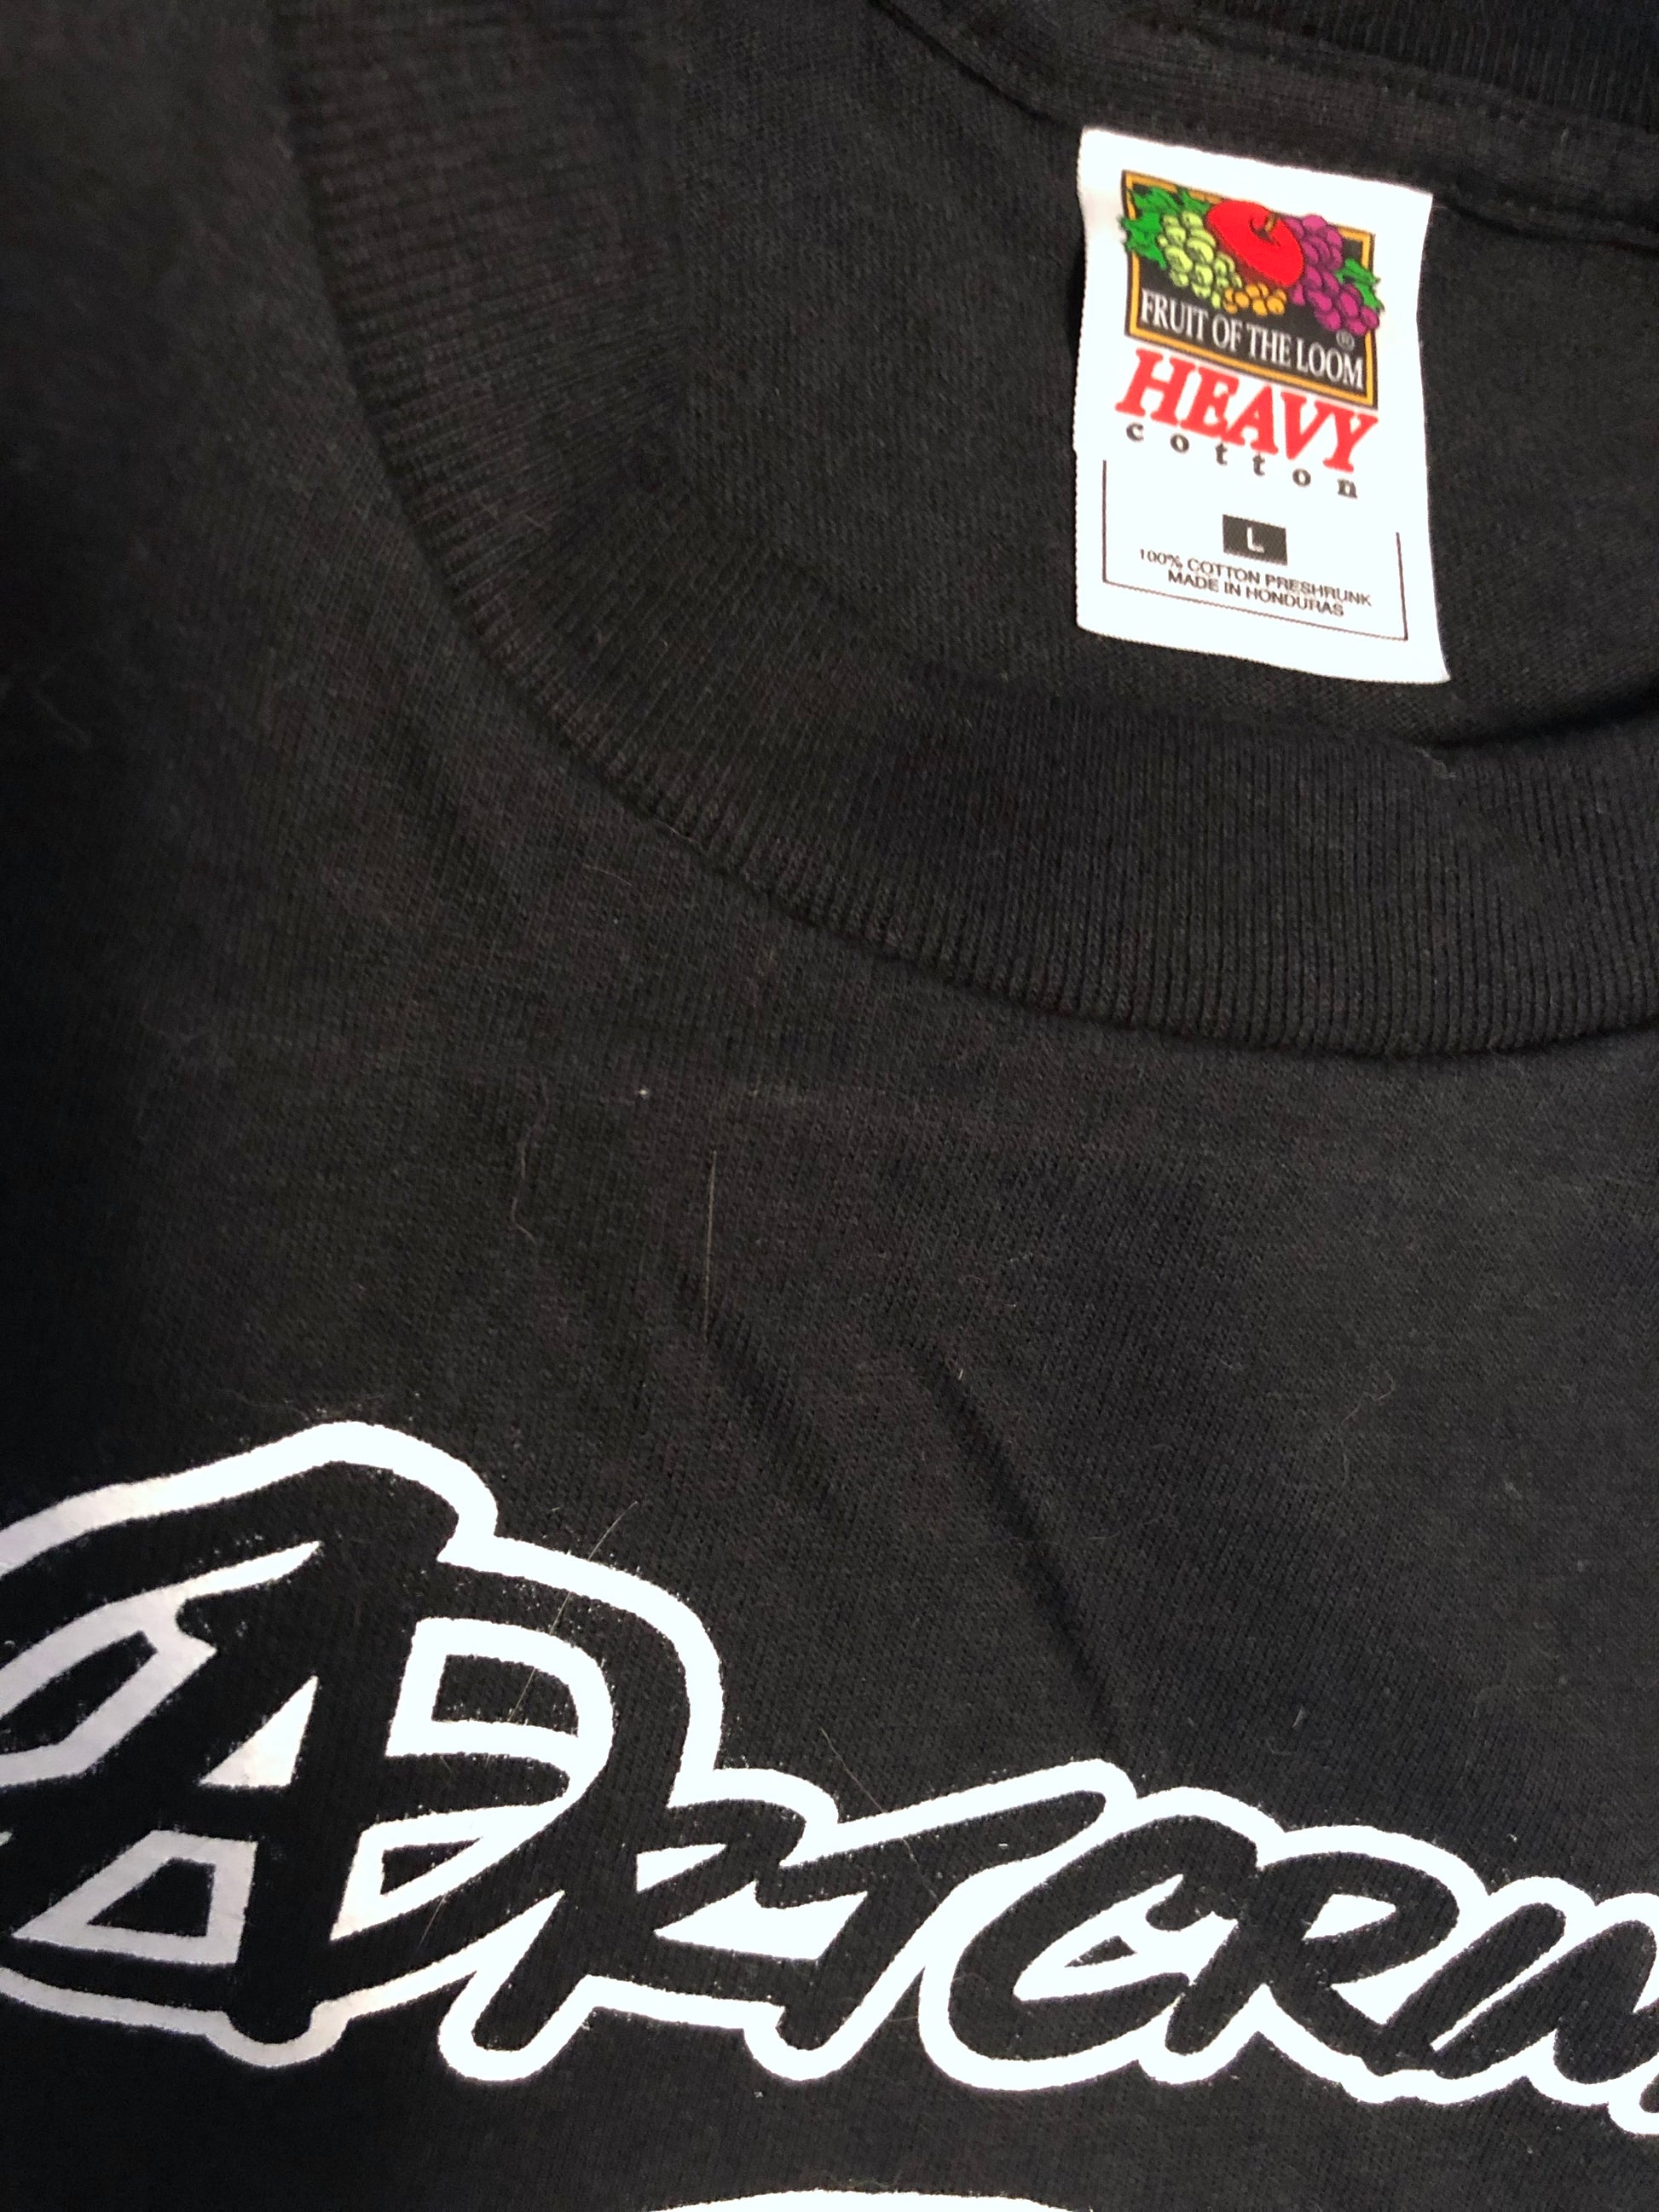 FRUIT OF THE LOOM ®
HEAVY
cotton
L
100% COTTON PRESHRUNK
MADE IN HONDURAS